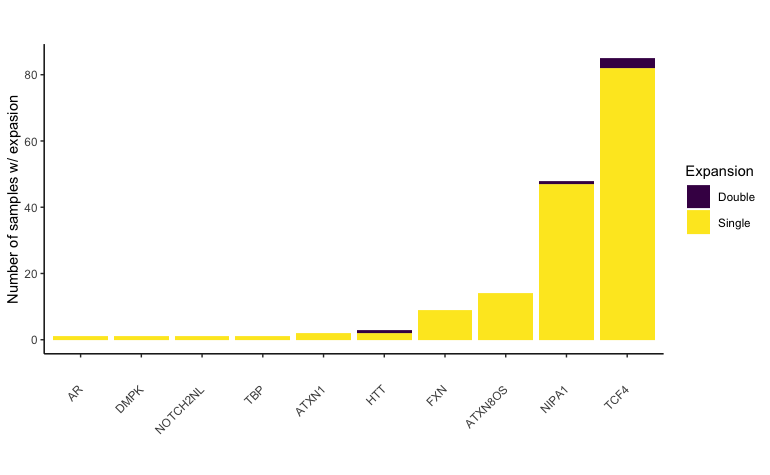 Number of samples w/ expasion
80
60
40
20
0
AR
DMPK
NOTCH2NL
TBP
ATXN1
HTT
FXN
ATXN8OS
NIPA1
TCF4
Expansion
Double
Single